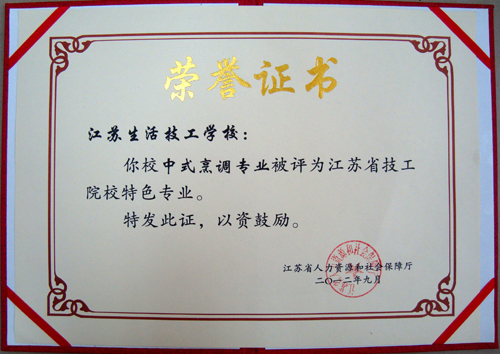 荣誉证书
江苏生活技工学校：
你校中式烹调专业被评为江苏省技工
院校特色专业。
特发此证，以资鼓励。
江苏省人力资源和社会保障厅
二〇一二年九月